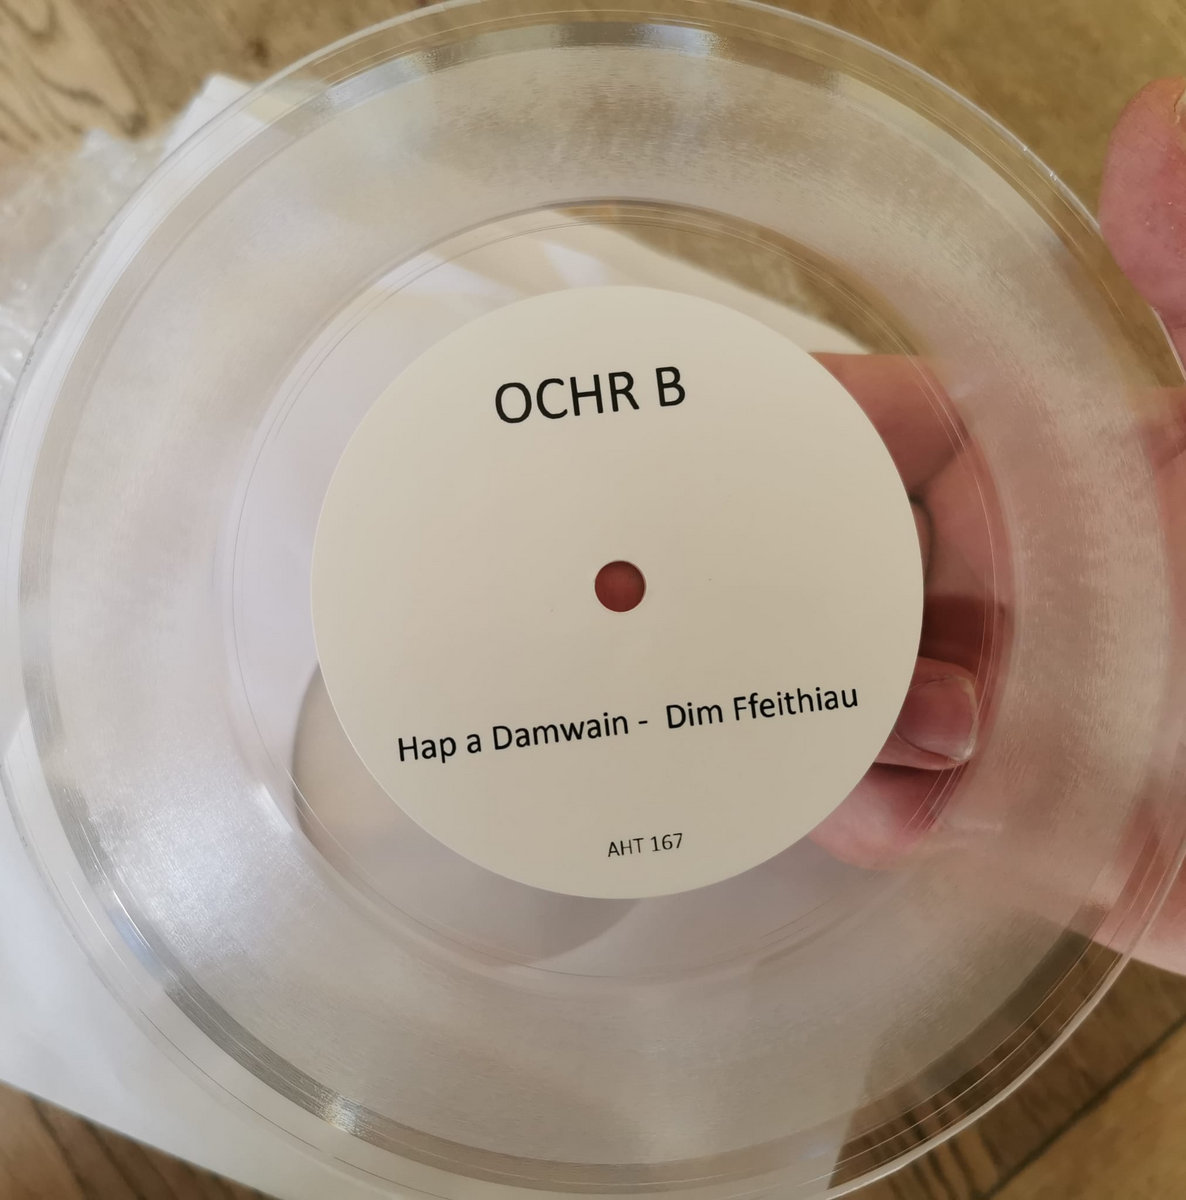 OCHR B
Hap a Damwain - Dim Ffeithiau
AHT 167